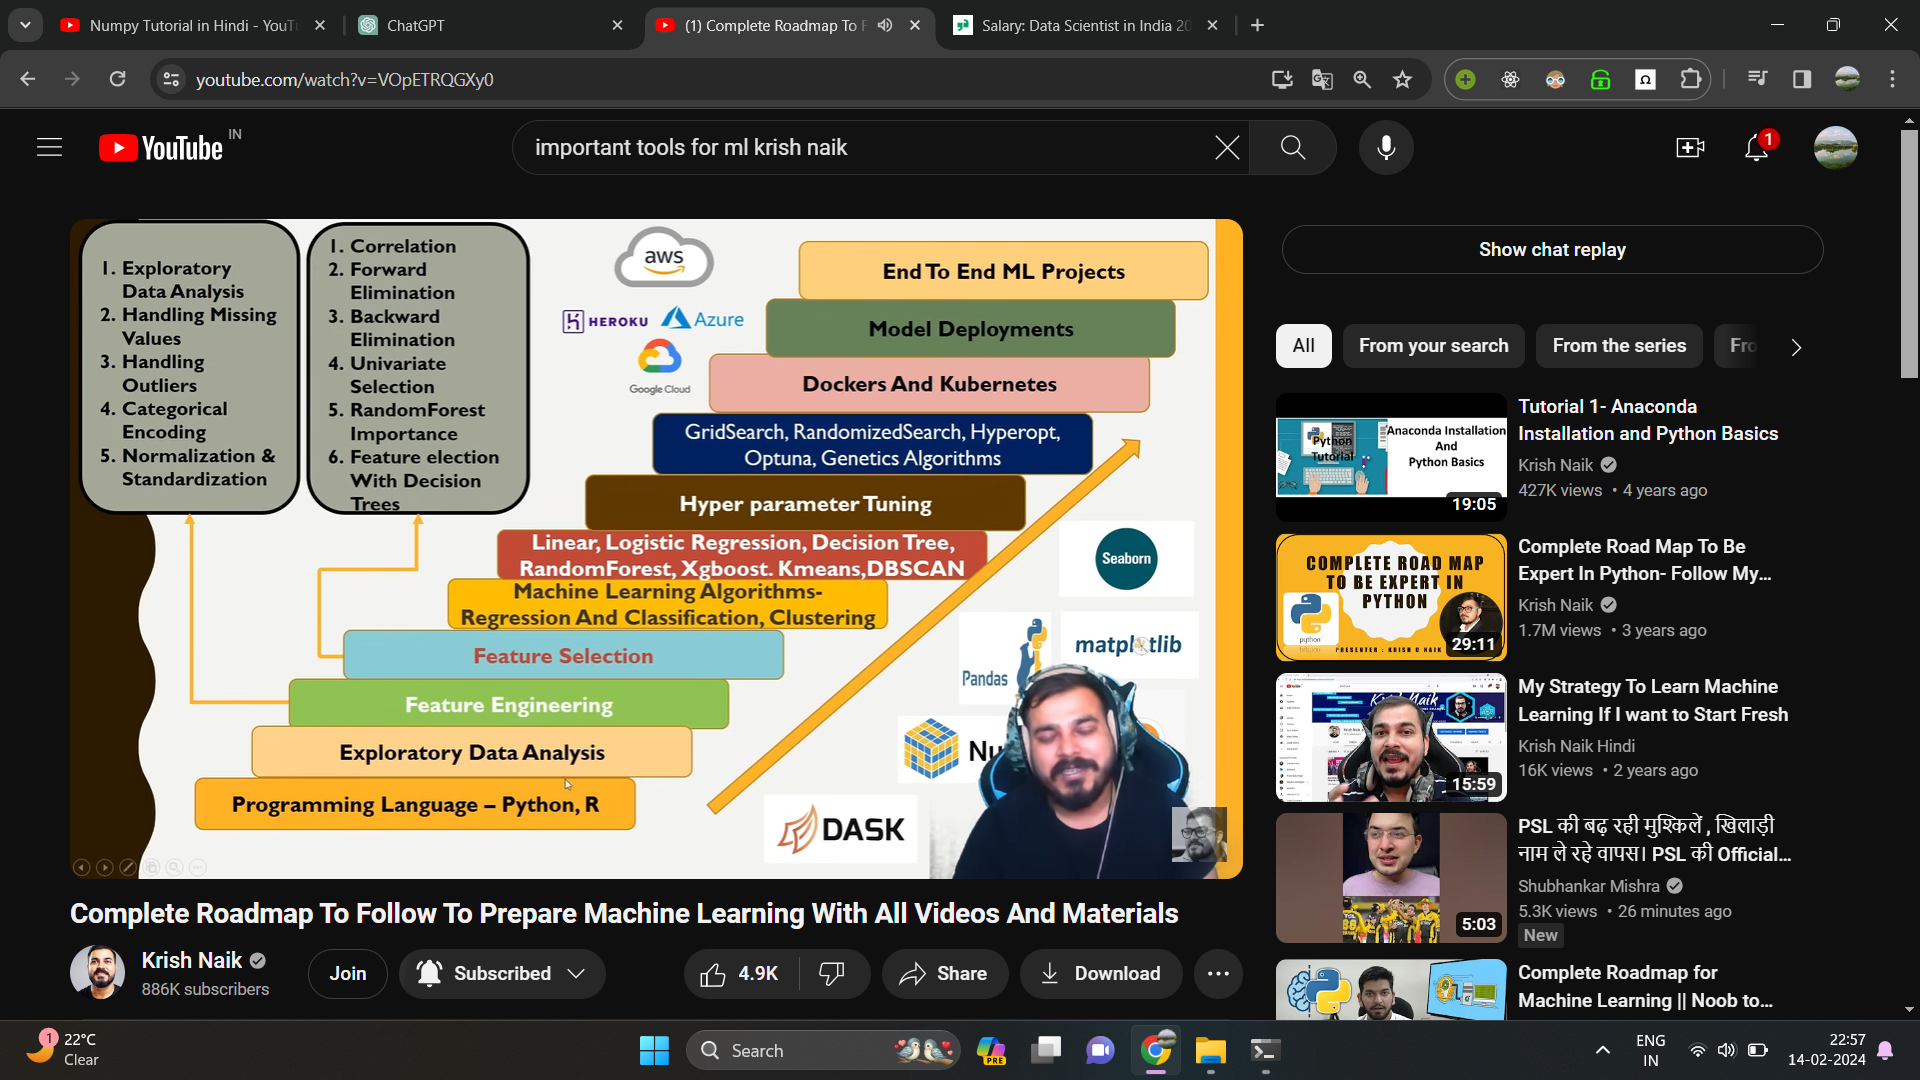 Numpy Tutorial in Hindi - YouT
ChatGPT
(1) Complete Roadmap To F
Salary: Data Scientist in India 20
youtube.com/watch?v=VOpETRQGXy0
YouTube IN
important tools for ml krish naik
1
1. Exploratory
Data Analysis
2. Handling Missing
Values
3. Handling
Outliers
4. Categorical
Encoding
5. Normalization &
Standardization
1. Correlation
2. Forward
Elimination
3. Backward
Elimination
4. Univariate
Selection
5. RandomForest
Importance
6. Feature election
With Decision
Trees
aws
HEROKU
Azure
Google Cloud
End To End ML Projects
Model Deployments
Dockers And Kubernetes
GridSearch, RandomizedSearch, Hyperopt,
Optuna, Genetics Algorithms
Hyper parameter Tuning
Linear, Logistic Regression, Decision Tree,
RandomForest, Xgboost. Kmeans,DBSCAN
Machine Learning Algorithms-
Regression And Classification, Clustering
Feature Selection
Feature Engineering
Exploratory Data Analysis
Programming Language – Python, R
Seaborn
matplotlib
Pandas
Nu
DASK
Complete Roadmap To Follow To Prepare Machine Learning With All Videos And Materials
Krish Naik
886K subscribers
Join
Subscribed
4.9K
Share
Download
Show chat replay
All
From your search
From the series
Fro
Python
Tutorial
Anaconda Installation
And
Python Basics
19:05
Tutorial 1- Anaconda
Installation and Python Basics
Krish Naik
427K views • 4 years ago
COMPLETE ROAD MAP
TO BE EXPERT IN
PYTHON
python
PRESENTER : KRISH C NAIK
29:11
Complete Road Map To Be
Expert In Python- Follow My...
Krish Naik
1.7M views • 3 years ago
15:59
My Strategy To Learn Machine
Learning If I want to Start Fresh
Krish Naik Hindi
16K views • 2 years ago
5:03
PSL की बढ़ रही मुश्किलें , खिलाड़ी
नाम ले रहे वापस। PSL की Official...
Shubhankar Mishra
5.3K views • 26 minutes ago
New
Complete Roadmap for
Machine Learning || Noob to...
1
22°C
Clear
Search
PRE
ENG
IN
22:57
14-02-2024